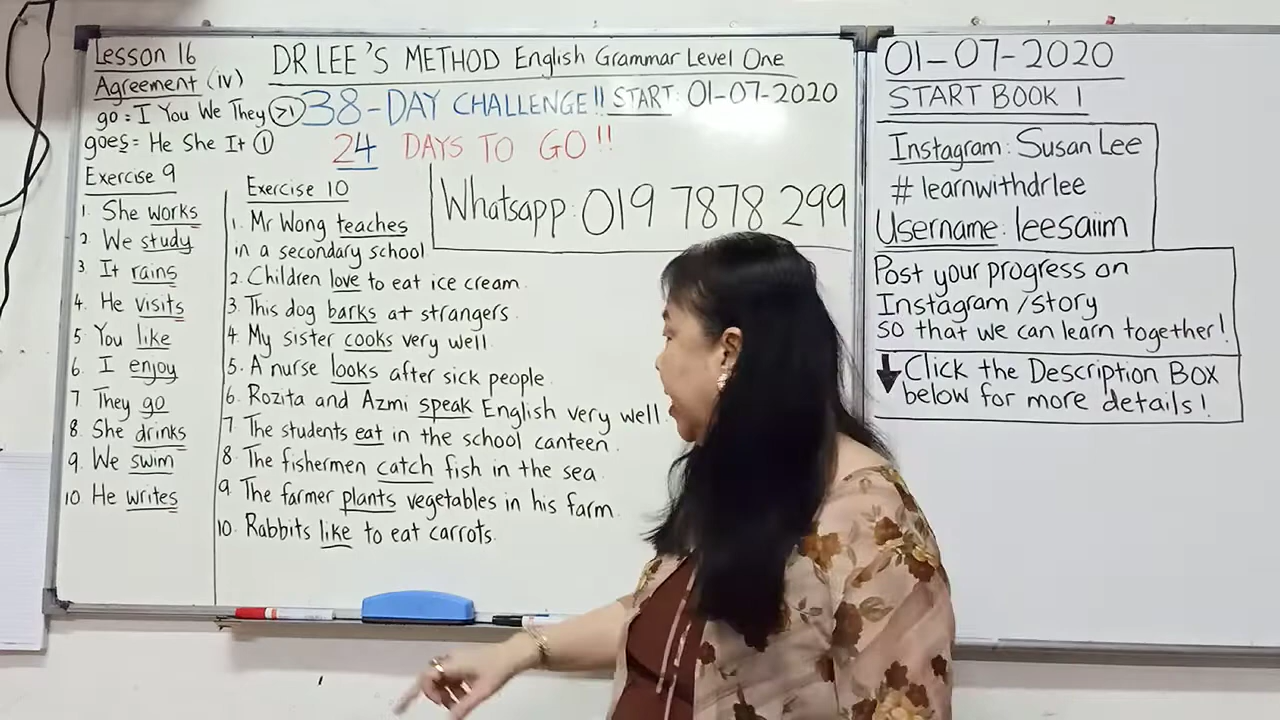 Lesson 16
Agreement (iv)
go = I You We They >1
goes = He She It 1
DR LEE'S METHOD English Grammar Level One
38-DAY CHALLENGE!! START: 01-07-2020
24 DAYS TO GO!!
Whatsapp: 019 7878 299
Exercise 9
1. She works
2. We study
3. It rains
4. He visits
5. You like
6. I enjoy
7. They go
8. She drinks
9. We swim
10. He writes
Exercise 10
1. Mr Wong teaches
in a secondary school
2. Children love to eat ice cream.
3. This dog barks at strangers.
4. My sister cooks very well.
5. A nurse looks after sick people.
6. Rozita and Azmi speak English very well.
7. The students eat in the school canteen.
8. The fishermen catch fish in the sea.
9. The farmer plants vegetables in his farm.
10. Rabbits like to eat carrots.
01-07-2020
START BOOK 1
Instagram: Susan Lee
# learnwithdrlee
Username: leesaiim
Post your progress on
Instagram/story
so that we can learn together!
Click the Description Box
below for more details!